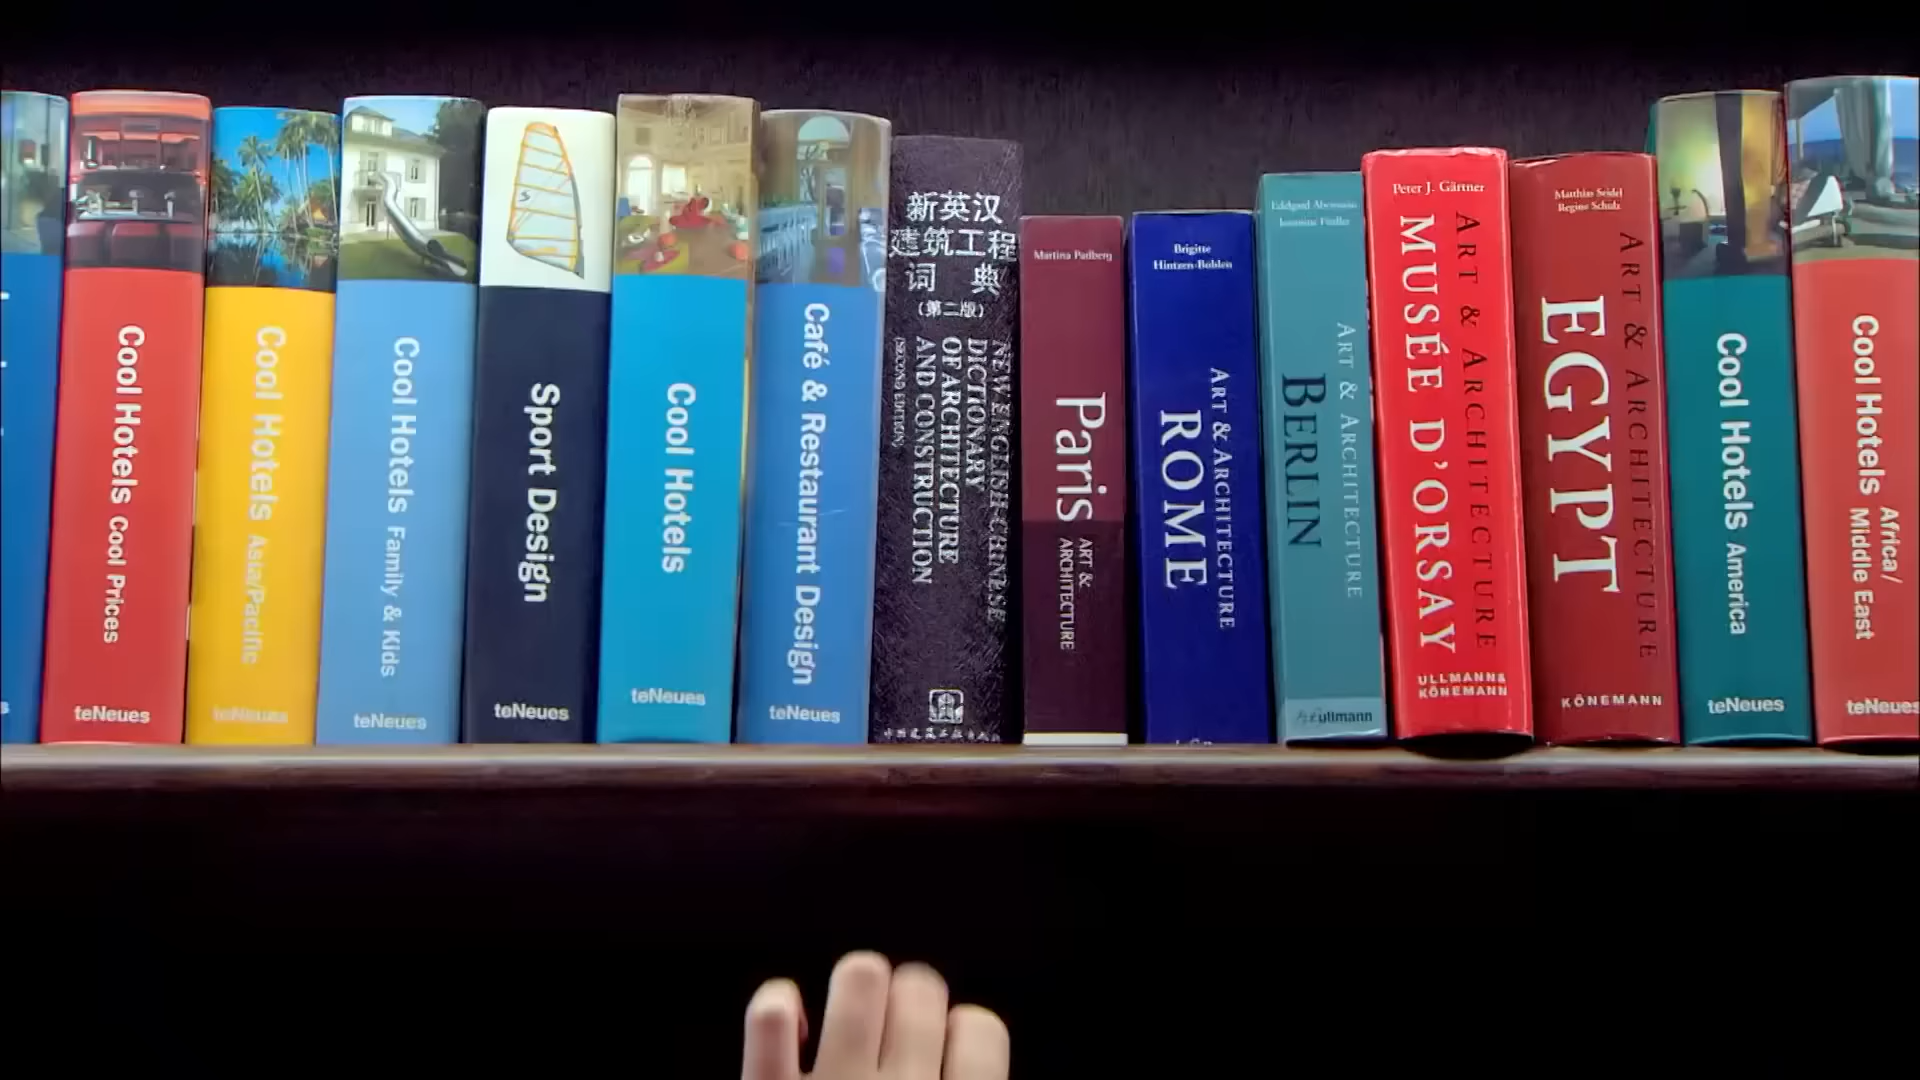 Cool Hotels Cool Prices
teNeues
Cool Hotels Asia/Pacific
teNeues
Cool Hotels Family & Kids
teNeues
Sport Design
teNeues
Cool Hotels
teNeues
Café & Restaurant Design
teNeues
新英汉
建筑工程
词典
(第二版)
NEW ENGLISH-CHINESE
DICTIONARY
OF ARCHITECTURE
AND CONSTRUCTION
(SECOND EDITION)
Martina Padberg
Paris
ART &
ARCHITECTURE
Brigitte
Hintzen-Bohlen
ART & ARCHITECTURE
ROME
ART & ARCHITECTURE
BERLIN
ullmann
Peter J. Gärtner
ART & ARCHITECTURE
MUSÉE D'ORSAY
ULLMANN&
KÖNEMANN
Matthias Seidel
Regine Schulz
ART & ARCHITECTURE
EGYPT
KÖNEMANN
Cool Hotels America
teNeues
Cool Hotels Africa/
Middle East
teNeues